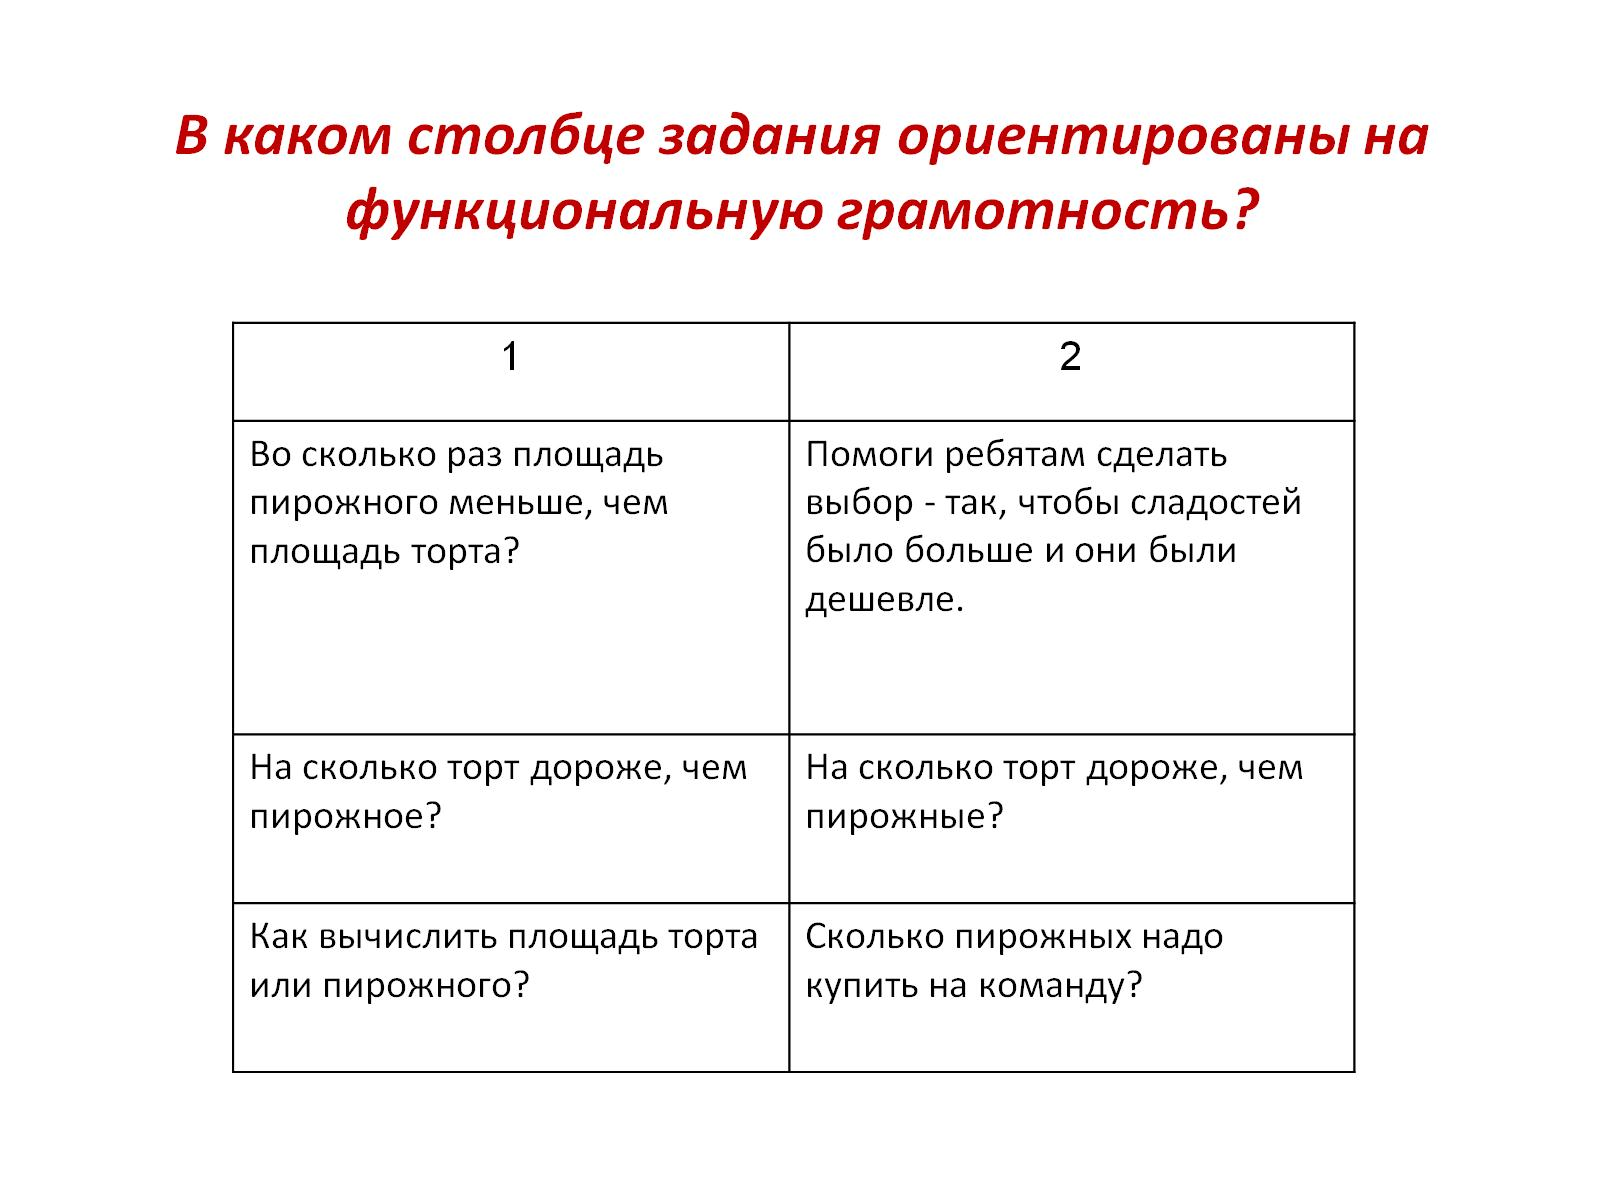 В каком столбце задания ориентированы на
функциональную грамотность?
1
2
Во сколько раз площадь
пирожного меньше, чем
площадь торта?
Помоги ребятам сделать
выбор - так, чтобы сладостей
было больше и они были
дешевле.
На сколько торт дороже, чем
пирожное?
На сколько торт дороже, чем
пирожные?
Как вычислить площадь торта
или пирожного?
Сколько пирожных надо
купить на команду?